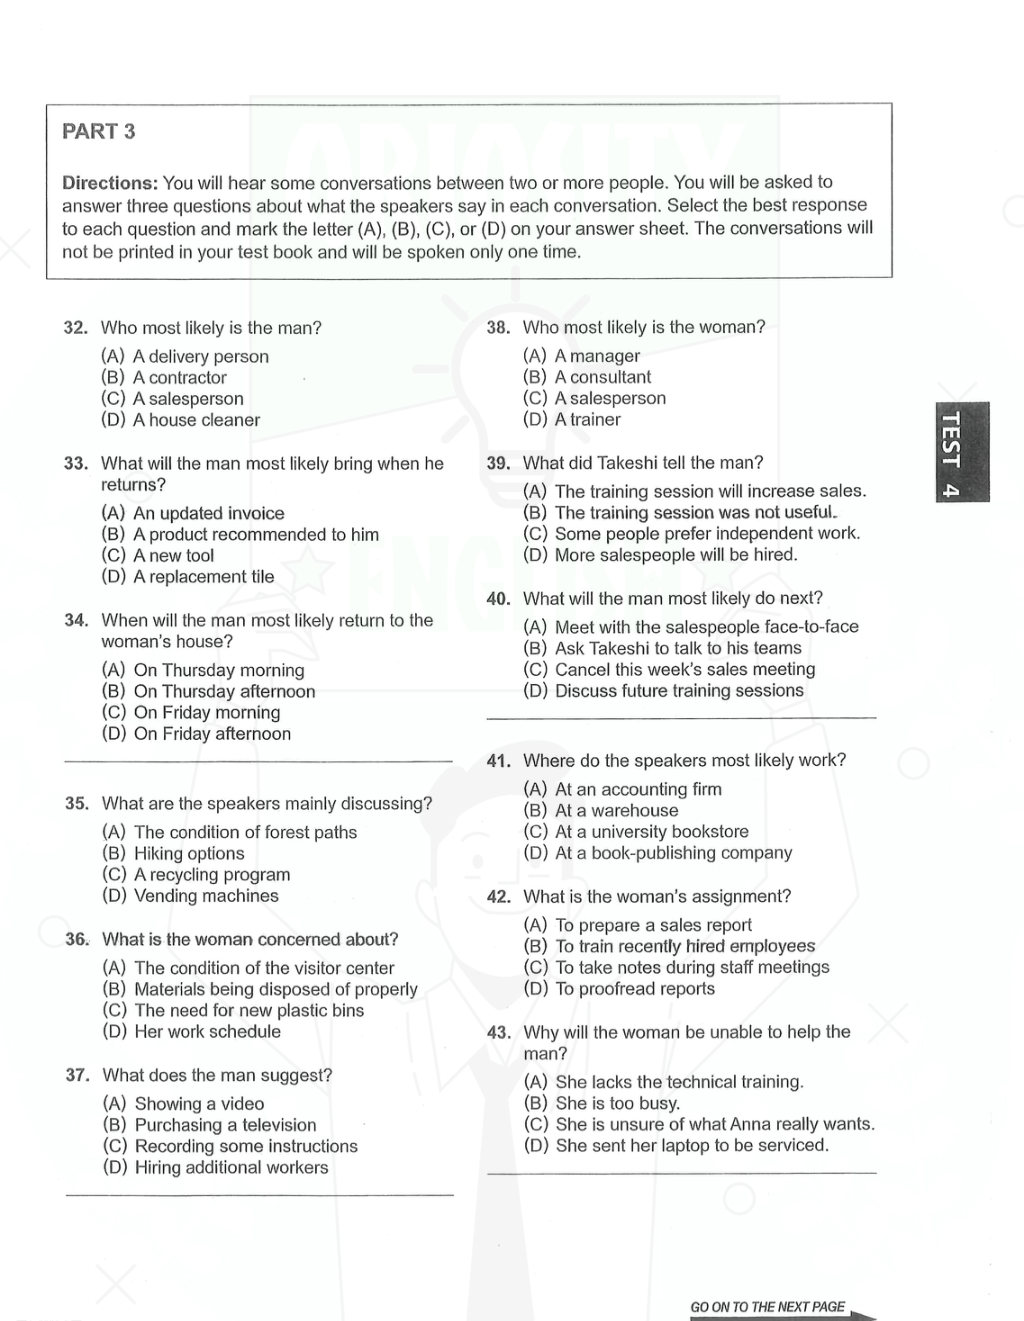 PART 3
Directions: You will hear some conversations between two or more people. You will be asked to
answer three questions about what the speakers say in each conversation. Select the best response
to each question and mark the letter (A), (B), (C), or (D) on your answer sheet. The conversations will
not be printed in your test book and will be spoken only one time.
32. Who most likely is the man?
(A) A delivery person
(B) A contractor
(C) A salesperson
(D) A house cleaner
33. What will the man most likely bring when he
returns?
(A) An updated invoice
(B) A product recommended to him
(C) A new tool
(D) A replacement tile
34. When will the man most likely return to the
woman's house?
(A) On Thursday morning
(B) On Thursday afternoon
(C) On Friday morning
(D) On Friday afternoon
35. What are the speakers mainly discussing?
(A) The condition of forest paths
(B) Hiking options
(C) A recycling program
(D) Vending machines
36. What is the woman concerned about?
(A) The condition of the visitor center
(B) Materials being disposed of properly
(C) The need for new plastic bins
(D) Her work schedule
37. What does the man suggest?
(A) Showing a video
(B) Purchasing a television
(C) Recording some instructions
(D) Hiring additional workers
38. Who most likely is the woman?
(A) A manager
(B) A consultant
(C) A salesperson
(D) A trainer
39. What did Takeshi tell the man?
(A) The training session will increase sales.
(B) The training session was not useful.
(C) Some people prefer independent work.
(D) More salespeople will be hired.
40. What will the man most likely do next?
(A) Meet with the salespeople face-to-face
(B) Ask Takeshi to talk to his teams
(C) Cancel this week's sales meeting
(D) Discuss future training sessions
41. Where do the speakers most likely work?
(A) At an accounting firm
(B) At a warehouse
(C) At a university bookstore
(D) At a book-publishing company
42. What is the woman's assignment?
(A) To prepare a sales report
(B) To train recently hired employees
(C) To take notes during staff meetings
(D) To proofread reports
43. Why will the woman be unable to help the
man?
(A) She lacks the technical training.
(B) She is too busy.
(C) She is unsure of what Anna really wants.
(D) She sent her laptop to be serviced.
TEST 4
GO ON TO THE NEXT PAGE